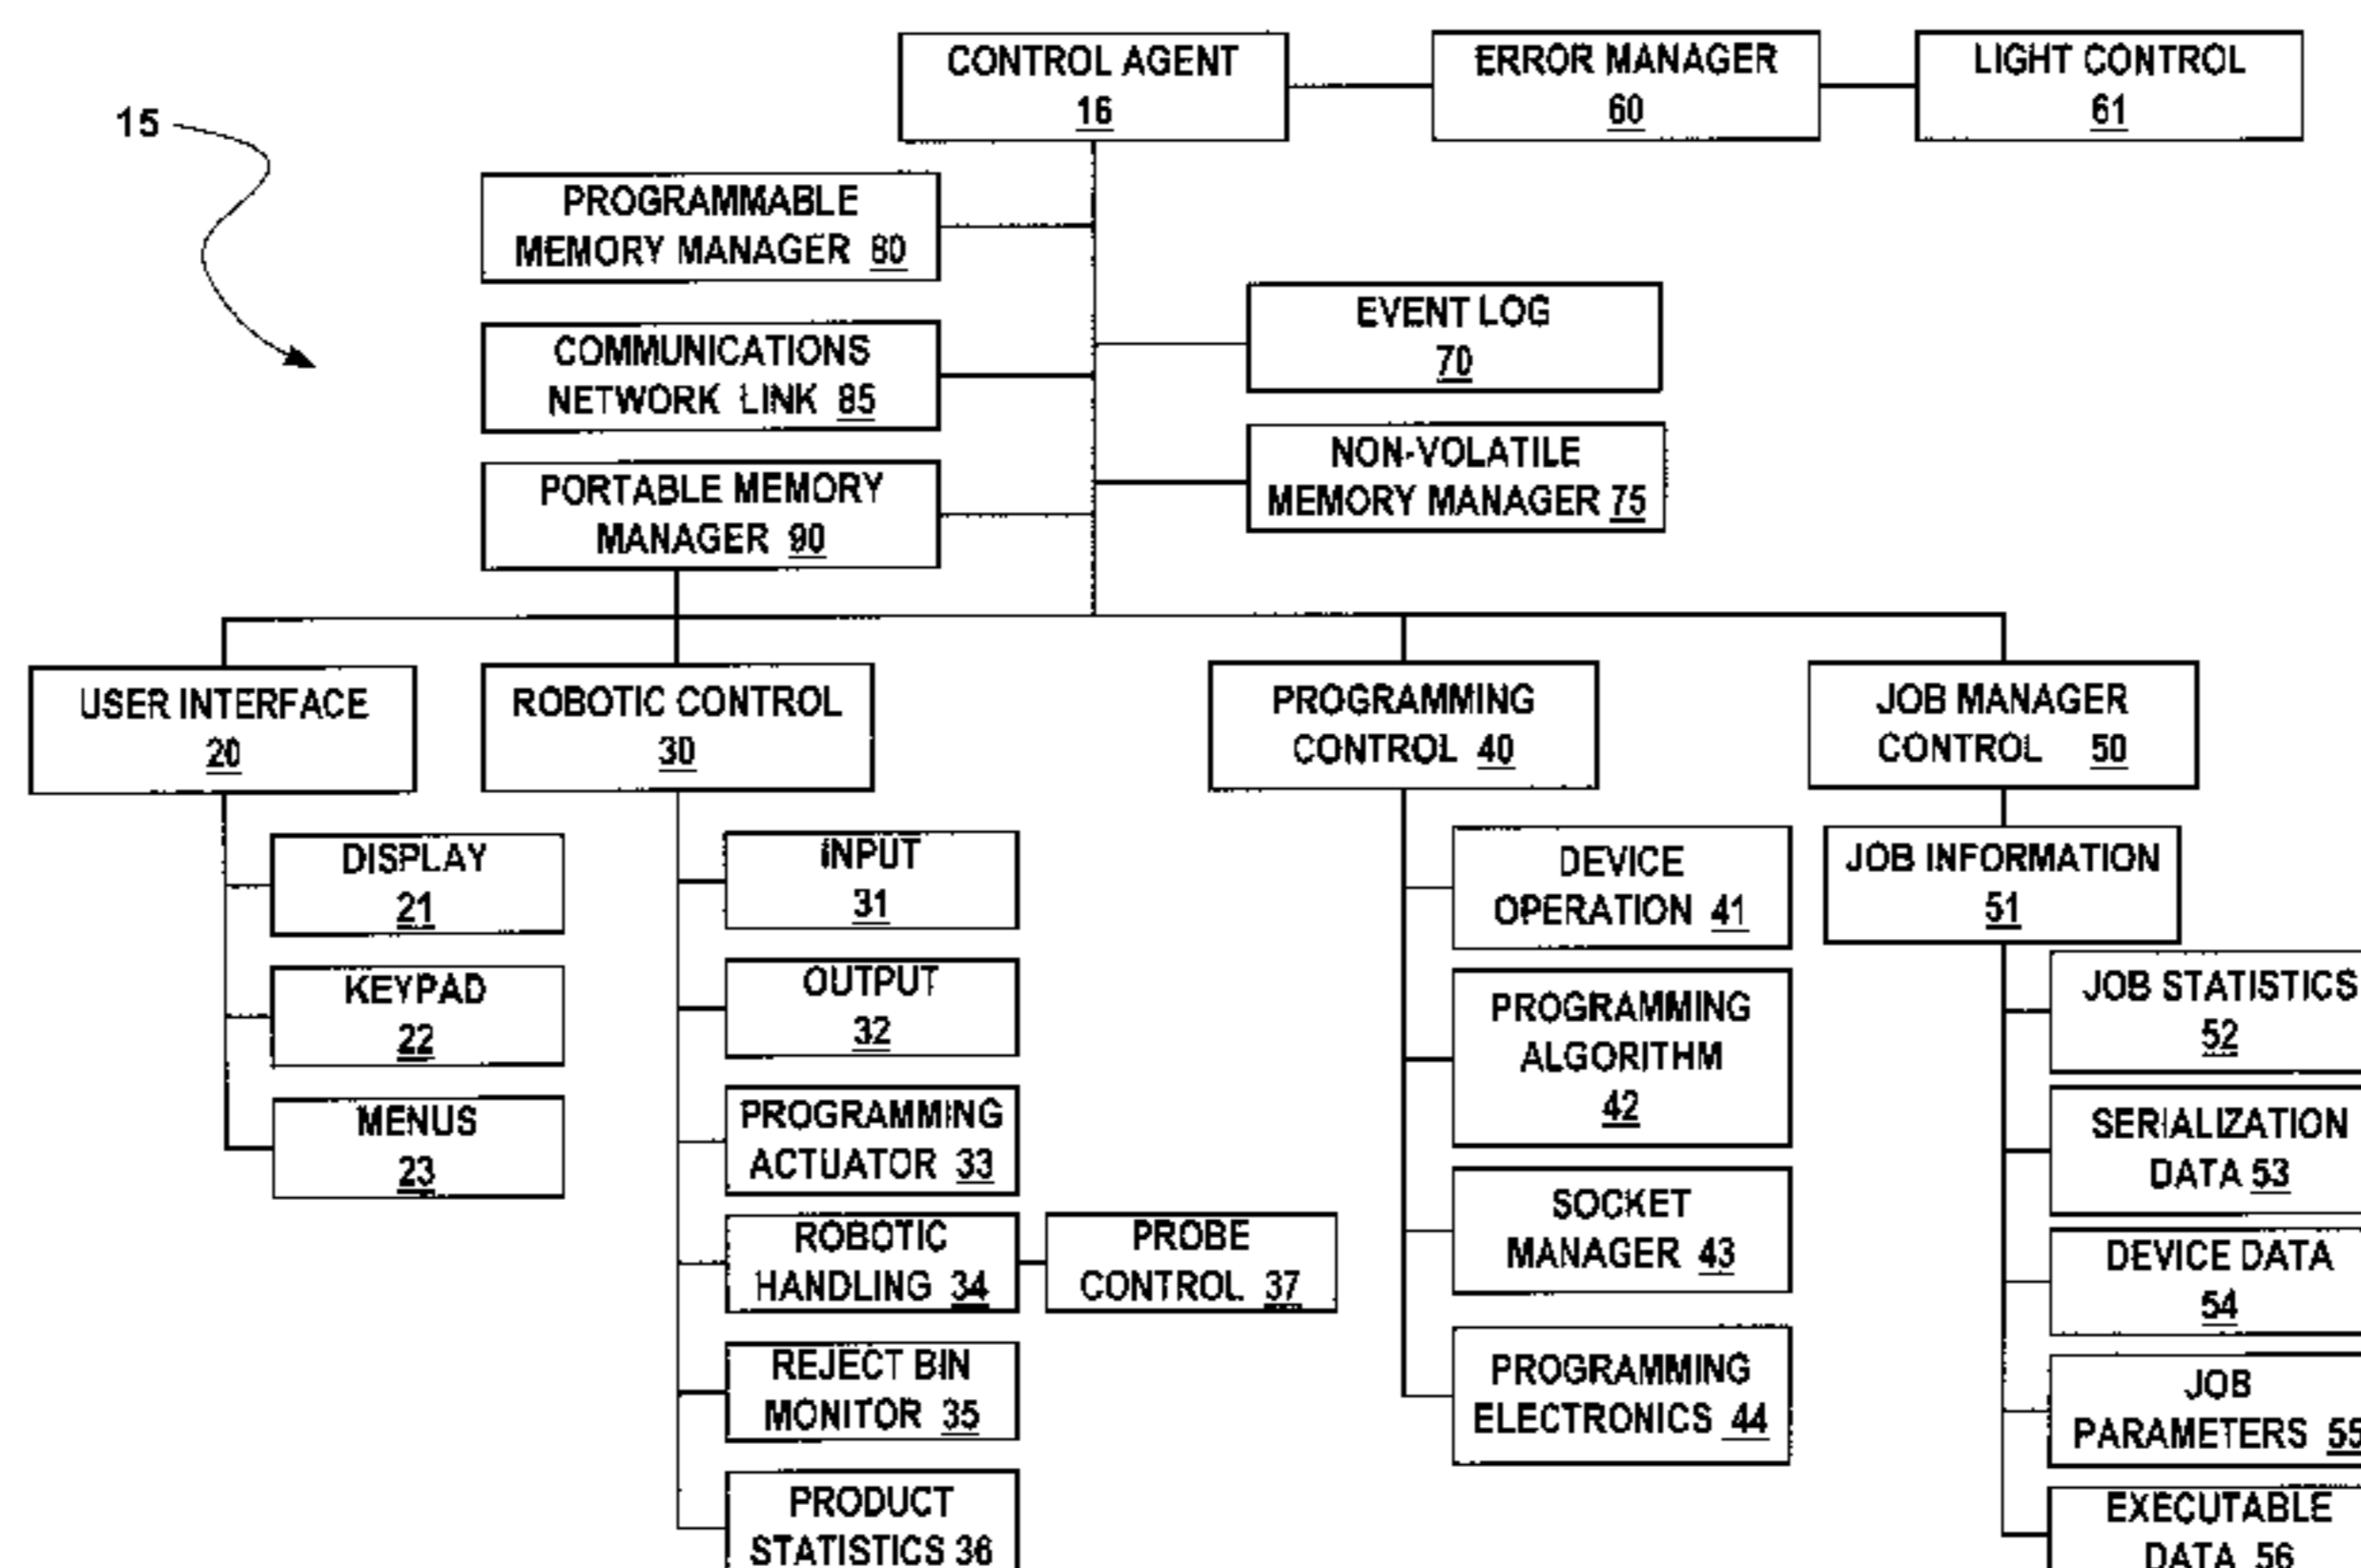 CONTROL AGENT
16
ERROR MANAGER
60
LIGHT CONTROL
61
15
PROGRAMMABLE
MEMORY MANAGER 80
COMMUNICATIONS
NETWORK LINK 85
PORTABLE MEMORY
MANAGER 90
EVENT LOG
70
NON-VOLATILE
MEMORY MANAGER 75
USER INTERFACE
20
DISPLAY
21
KEYPAD
22
MENUS
23
ROBOTIC CONTROL
30
INPUT
31
OUTPUT
32
PROGRAMMING
ACTUATOR 33
ROBOTIC
HANDLING 34
PROBE
CONTROL 37
REJECT BIN
MONITOR 35
PRODUCT
STATISTICS 36
PROGRAMMING
CONTROL 40
DEVICE
OPERATION 41
PROGRAMMING
ALGORITHM
42
SOCKET
MANAGER 43
PROGRAMMING
ELECTRONICS 44
JOB MANAGER
CONTROL 50
JOB INFORMATION
51
JOB STATISTICS
52
SERIALIZATION
DATA 53
DEVICE DATA
54
JOB
PARAMETERS 55
EXECUTABLE
DATA 56